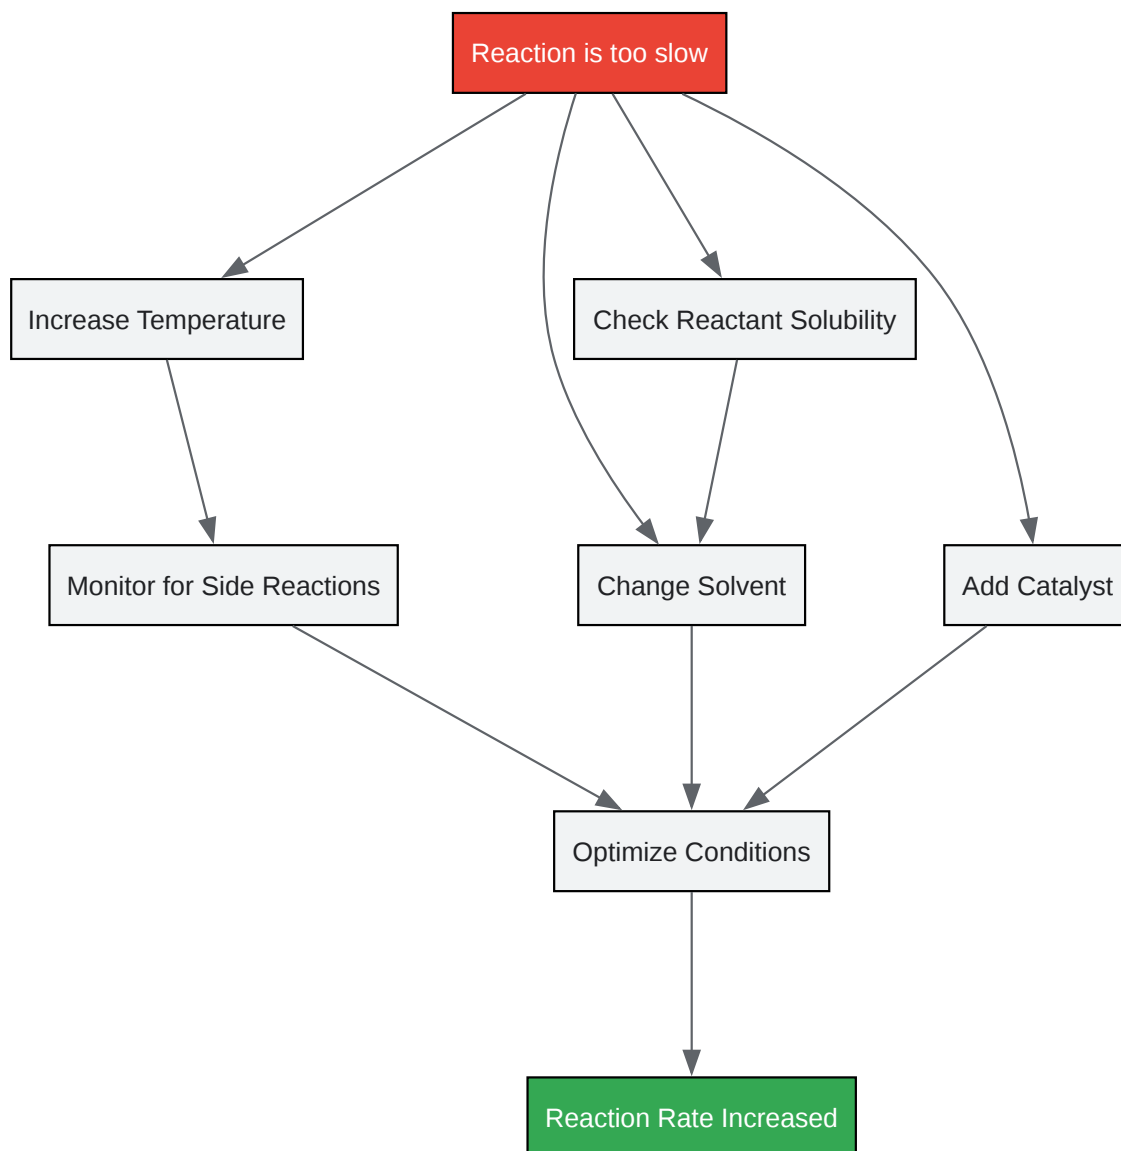 Reaction is too slow
Increase Temperature
Check Reactant Solubility
Monitor for Side Reactions
Change Solvent
Add Catalyst
Optimize Conditions
Reaction Rate Increased